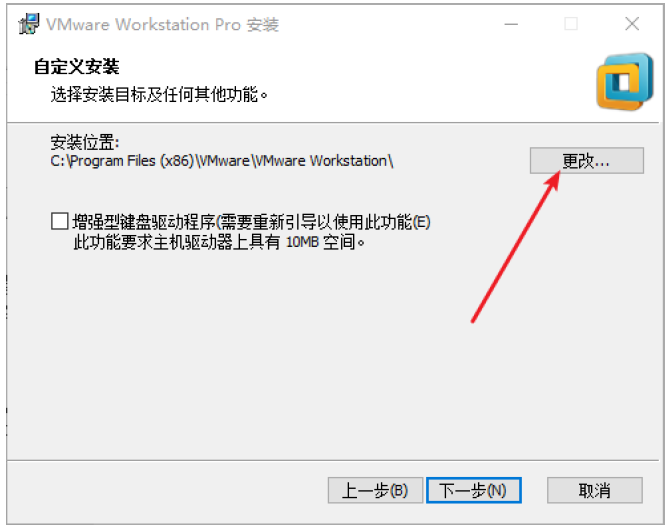 VMware Workstation Pro 安装
自定义安装
选择安装目标及任何其他功能。
安装位置:
C:\Program Files (x86)\VMware\VMware Workstation\
更改...
增强型键盘驱动程序(需要重新引导以使用此功能(E)
此功能要求主机驱动器上具有 10MB 空间。
上一步(B) 下一步(N) 取消